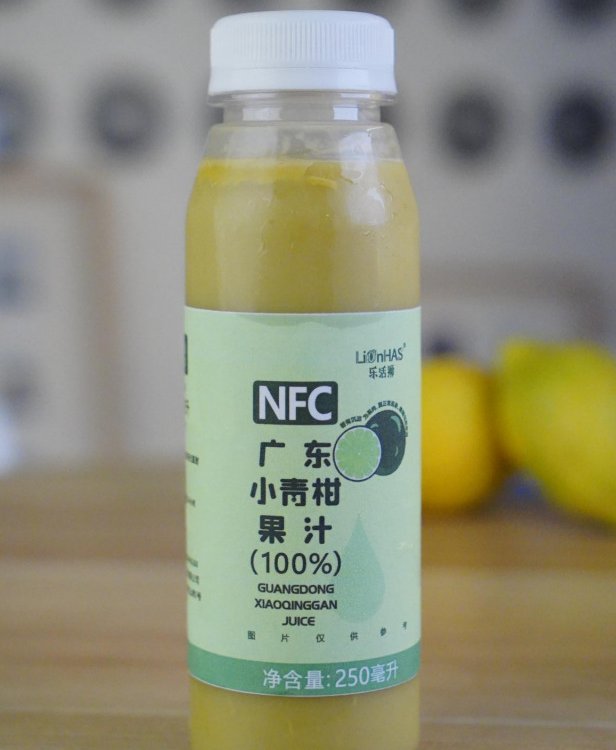 LiOnHAS
乐活狮
NFC
广东
小青柑
果汁
(100%)
GUANGDONG
XIAOQINGGAN
JUICE
图片仅供参考
净含量:250毫升